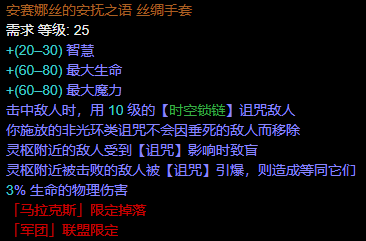 安赛娜丝的安抚之语 丝绸手套
需求 等级: 25
+(20–30) 智慧
+(60–80) 最大生命
+(60–80) 最大魔力
击中敌人时，用 10 级的【时空锁链】诅咒敌人
你施放的非光环类诅咒不会因垂死的敌人而移除
灵柩附近的敌人受到【诅咒】影响时致盲
灵柩附近被击败的敌人被【诅咒】引爆，则造成等同它们
3% 生命的物理伤害
「马拉克斯」限定掉落
「军团」联盟限定